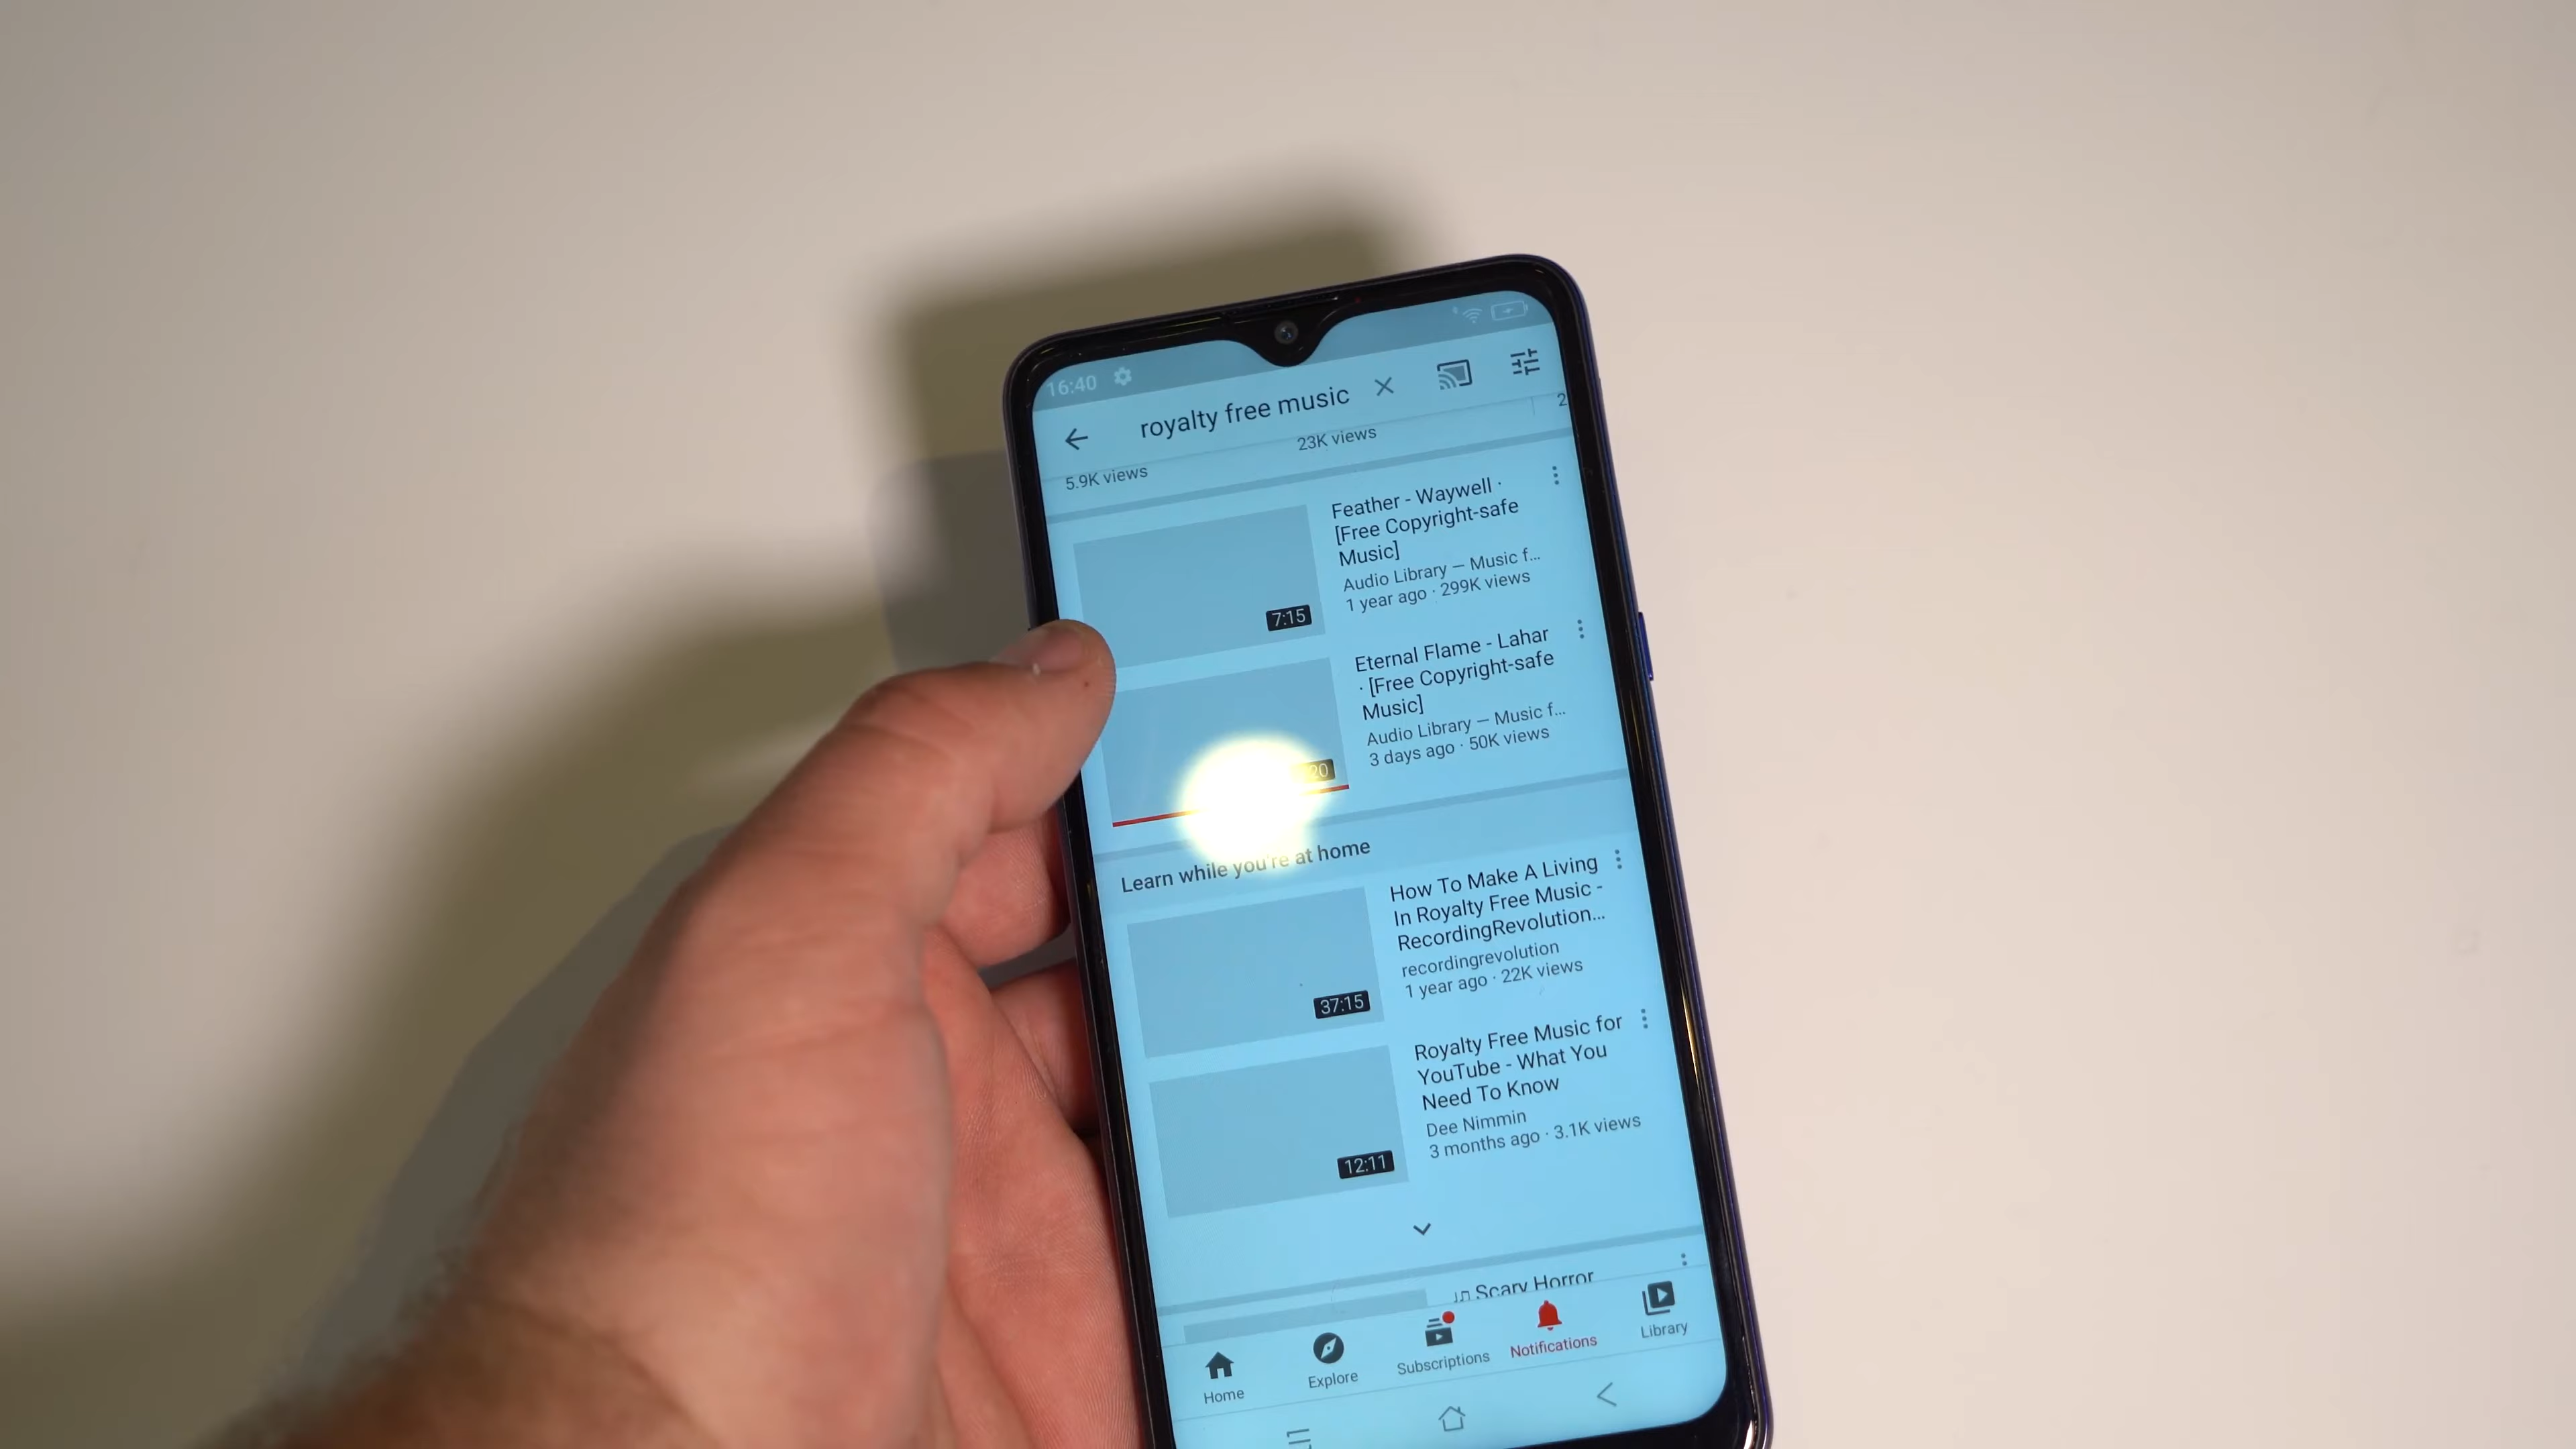 16:40
royalty free music
2
23K views
5.9K views
Feather - Waywell ·
[Free Copyright-safe
Music]
Audio Library — Music f...
1 year ago · 299K views
7:15
Eternal Flame - Lahar
· [Free Copyright-safe
Music]
Audio Library — Music f...
3 days ago · 50K views
20
Learn while you're at home
How To Make A Living
In Royalty Free Music -
RecordingRevolution...
recordingrevolution
1 year ago · 22K views
37:15
Royalty Free Music for
YouTube - What You
Need To Know
Dee Nimmin
3 months ago · 3.1K views
12:11
Scary Horror
Home
Explore
Subscriptions
Notifications
Library